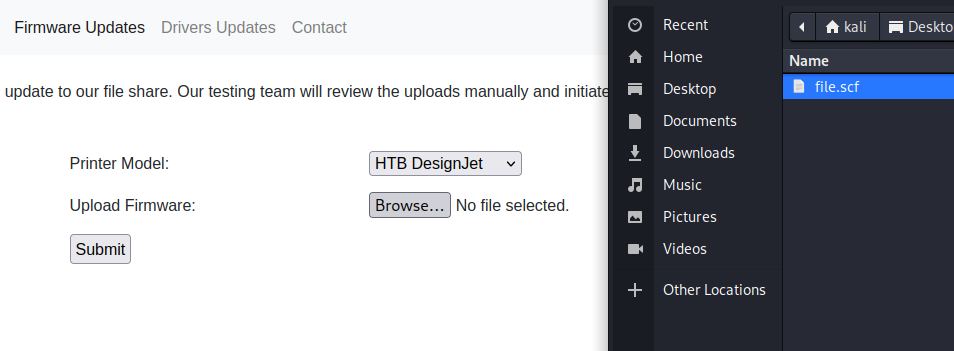 Firmware Updates Drivers Updates Contact
update to our file share. Our testing team will review the uploads manually and initiate
Printer Model: HTB DesignJet
Upload Firmware: Browse... No file selected.
Submit
Recent
Home
Desktop
Documents
Downloads
Music
Pictures
Videos
Other Locations
kali Deskto
Name
file.scf